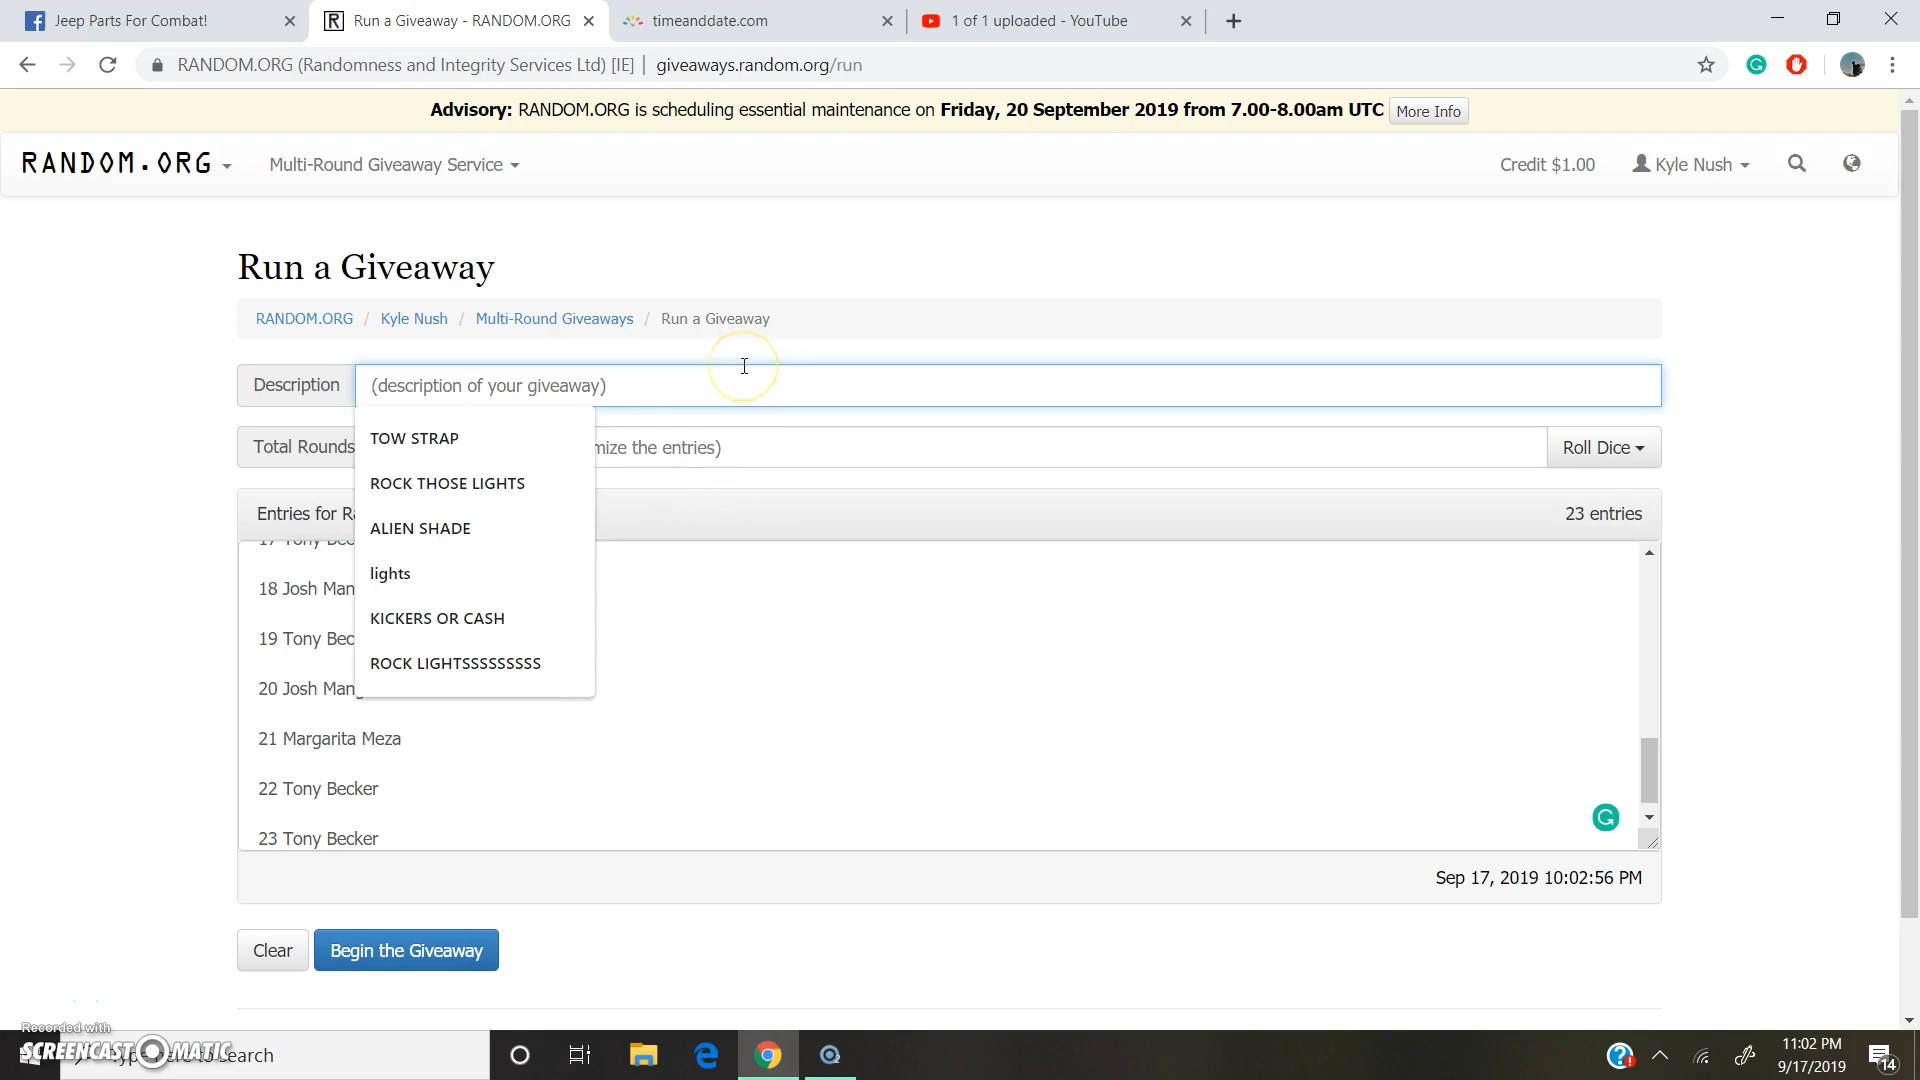 Jeep Parts For Combat!
Run a Giveaway - RANDOM.ORG
timeanddate.com
1 of 1 uploaded - YouTube
RANDOM.ORG (Randomness and Integrity Services Ltd) [IE] | giveaways.random.org/run
Advisory: RANDOM.ORG is scheduling essential maintenance on Friday, 20 September 2019 from 7.00-8.00am UTC More Info
RANDOM.ORG Multi-Round Giveaway Service Credit $1.00 Kyle Nush
Run a Giveaway
RANDOM.ORG / Kyle Nush / Multi-Round Giveaways / Run a Giveaway
Description (description of your giveaway)
TOW STRAP
Total Rounds the entries) Roll Dice
ROCK THOSE LIGHTS
Entries for 23 entries
ALIEN SHADE
17 Tony
lights
18 Josh
KICKERS OR CASH
19 Tony
ROCK LIGHTSSSSSSSSS
20 Josh
21 Margarita Meza
22 Tony Becker
23 Tony Becker
Sep 17, 2019 10:02:56 PM
Clear Begin the Giveaway
Recorded with
SCREENCAST-O-MATIC
Type here to search
11:02 PM
9/17/2019
14